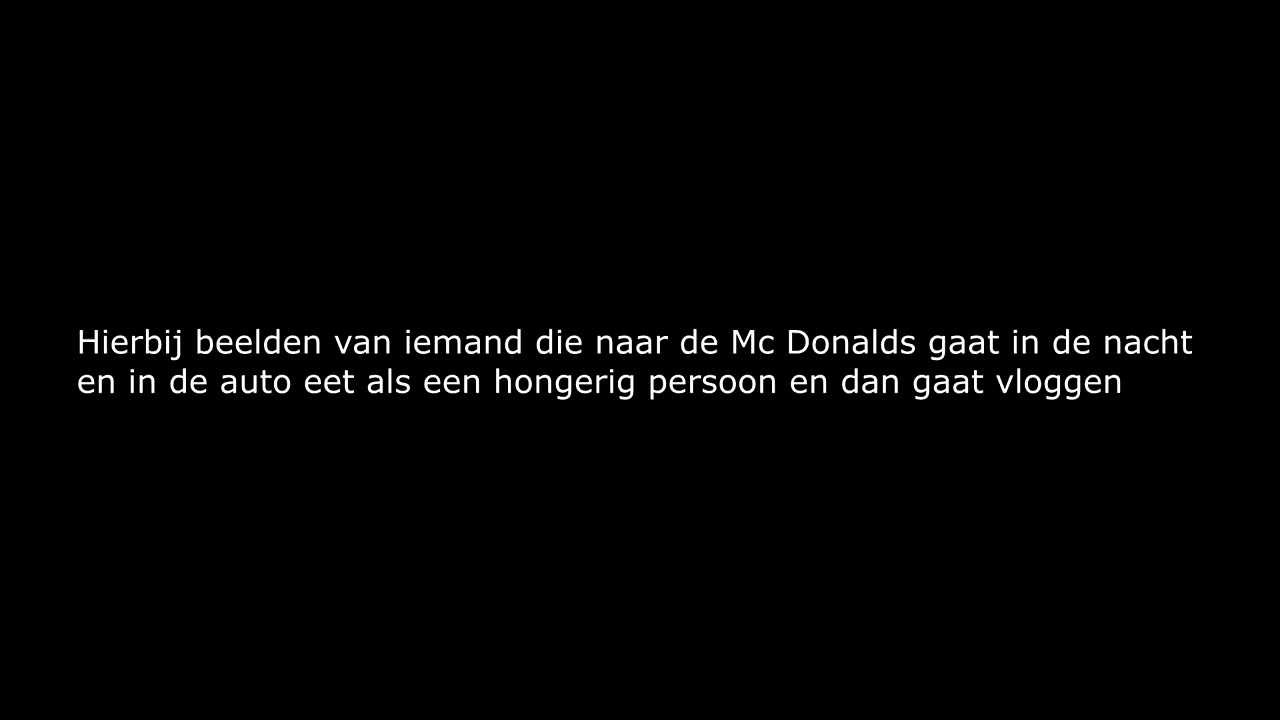 Hierbij beelden van iemand die naar de Mc Donalds gaat in de nacht
en in de auto eet als een hongerig persoon en dan gaat vloggen